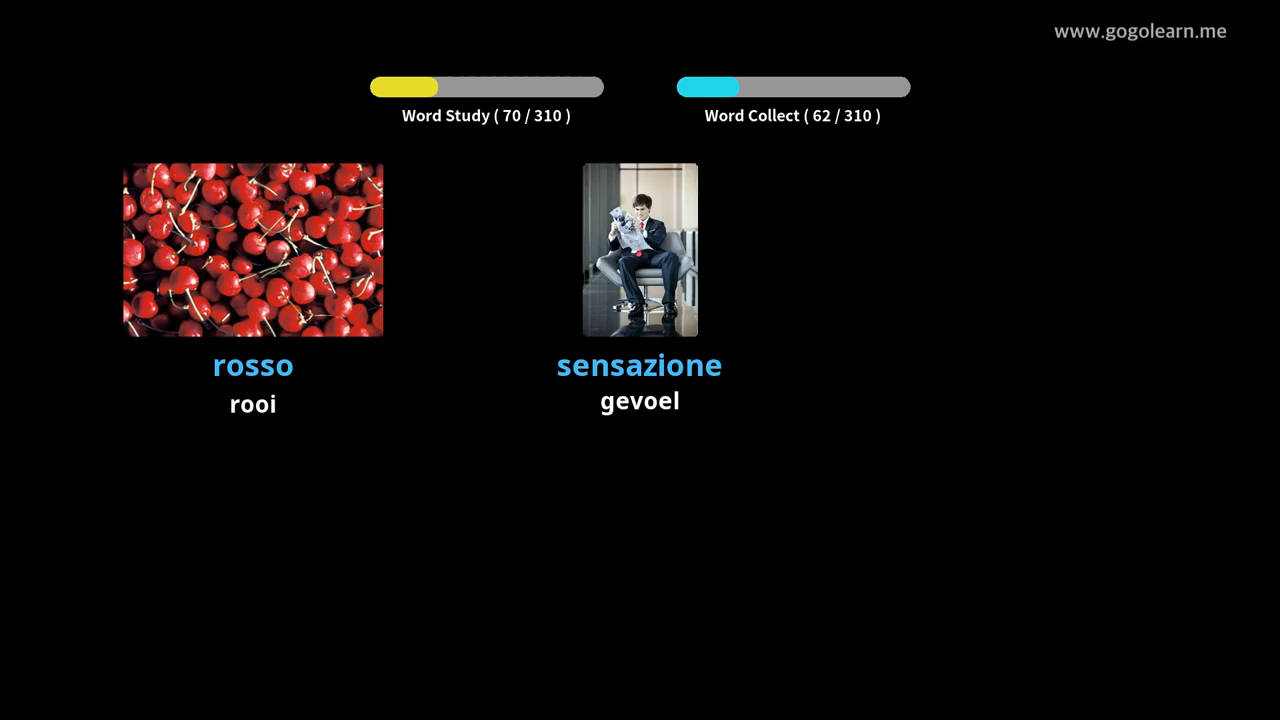 www.gogolearn.me
Word Study ( 70 / 310 )
Word Collect ( 62 / 310 )
rosso
rooi
sensazione
gevoel